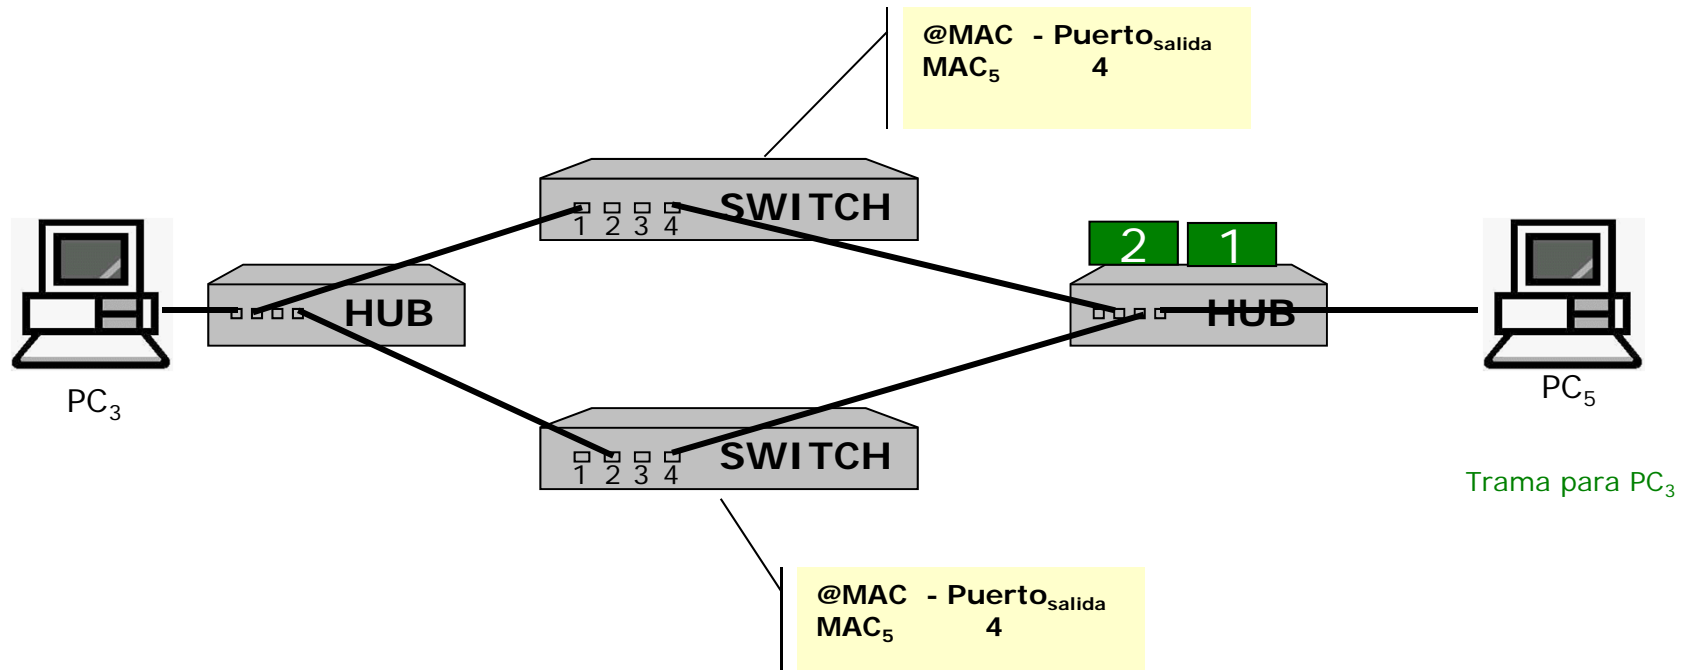 @MAC - Puertosalida
MAC5 4
SWITCH
1 2 3 4
2 1
HUB
HUB
PC3
PC5
SWITCH
1 2 3 4
Trama para PC3
@MAC - Puertosalida
MAC5 4